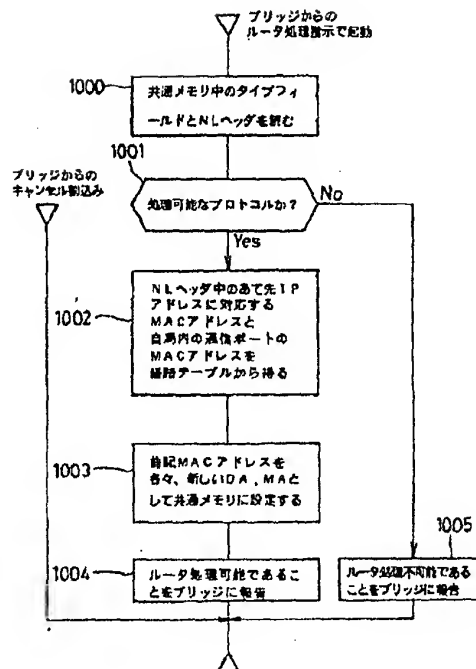 ブリッジからの
ルータ処理指示で起動
1000
共通メモリ中のタイプフィ
ールドとNLヘッダを読む
ブリッジからの
キャンセル割込み
1001
処理可能なプロトコルか？
No
Yes
1002
NLヘッダ中のあて先IP
アドレスに対応する
MACアドレスと
自局内の通信ポートの
MACアドレスを
経路テーブルから得る
1003
前記MACアドレスを
各々、新しいDA,MAと
して共通メモリに設定する
1004
ルータ処理可能であるこ
とをブリッジに報告
1005
ルータ処理不可能である
ことをブリッジに報告